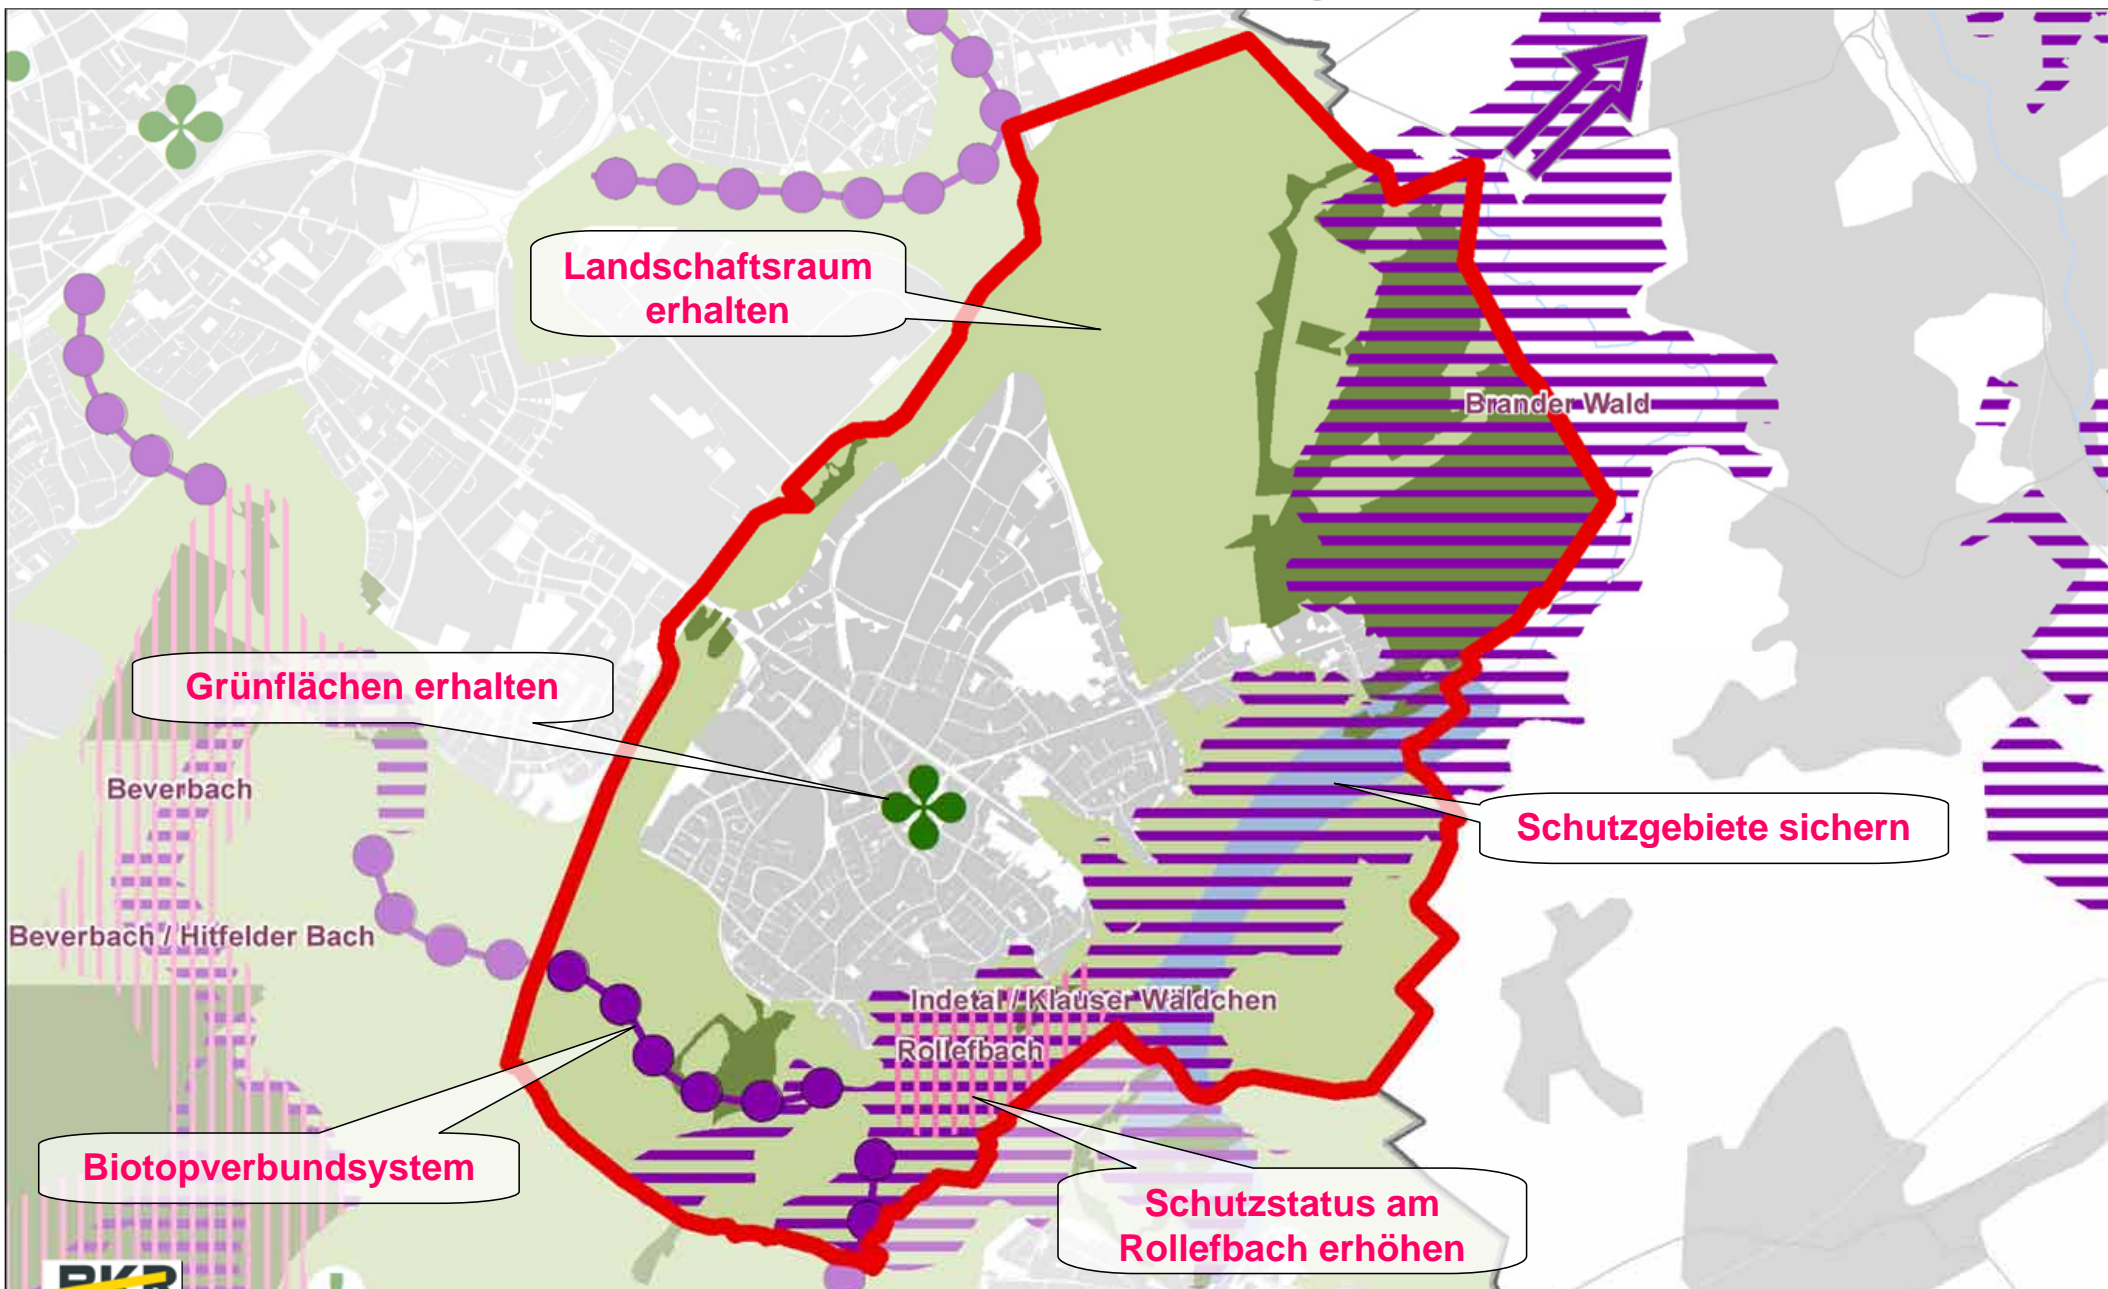 Landschaftsraum
erhalten
Brander Wald
Grünflächen erhalten
Beverbach
Schutzgebiete sichern
Beverbach / Hitfelder Bach
Indetal / Klauser Wäldchen
Rollefbach
Biotopverbundsystem
Schutzstatus am
Rollefbach erhöhen
BKR